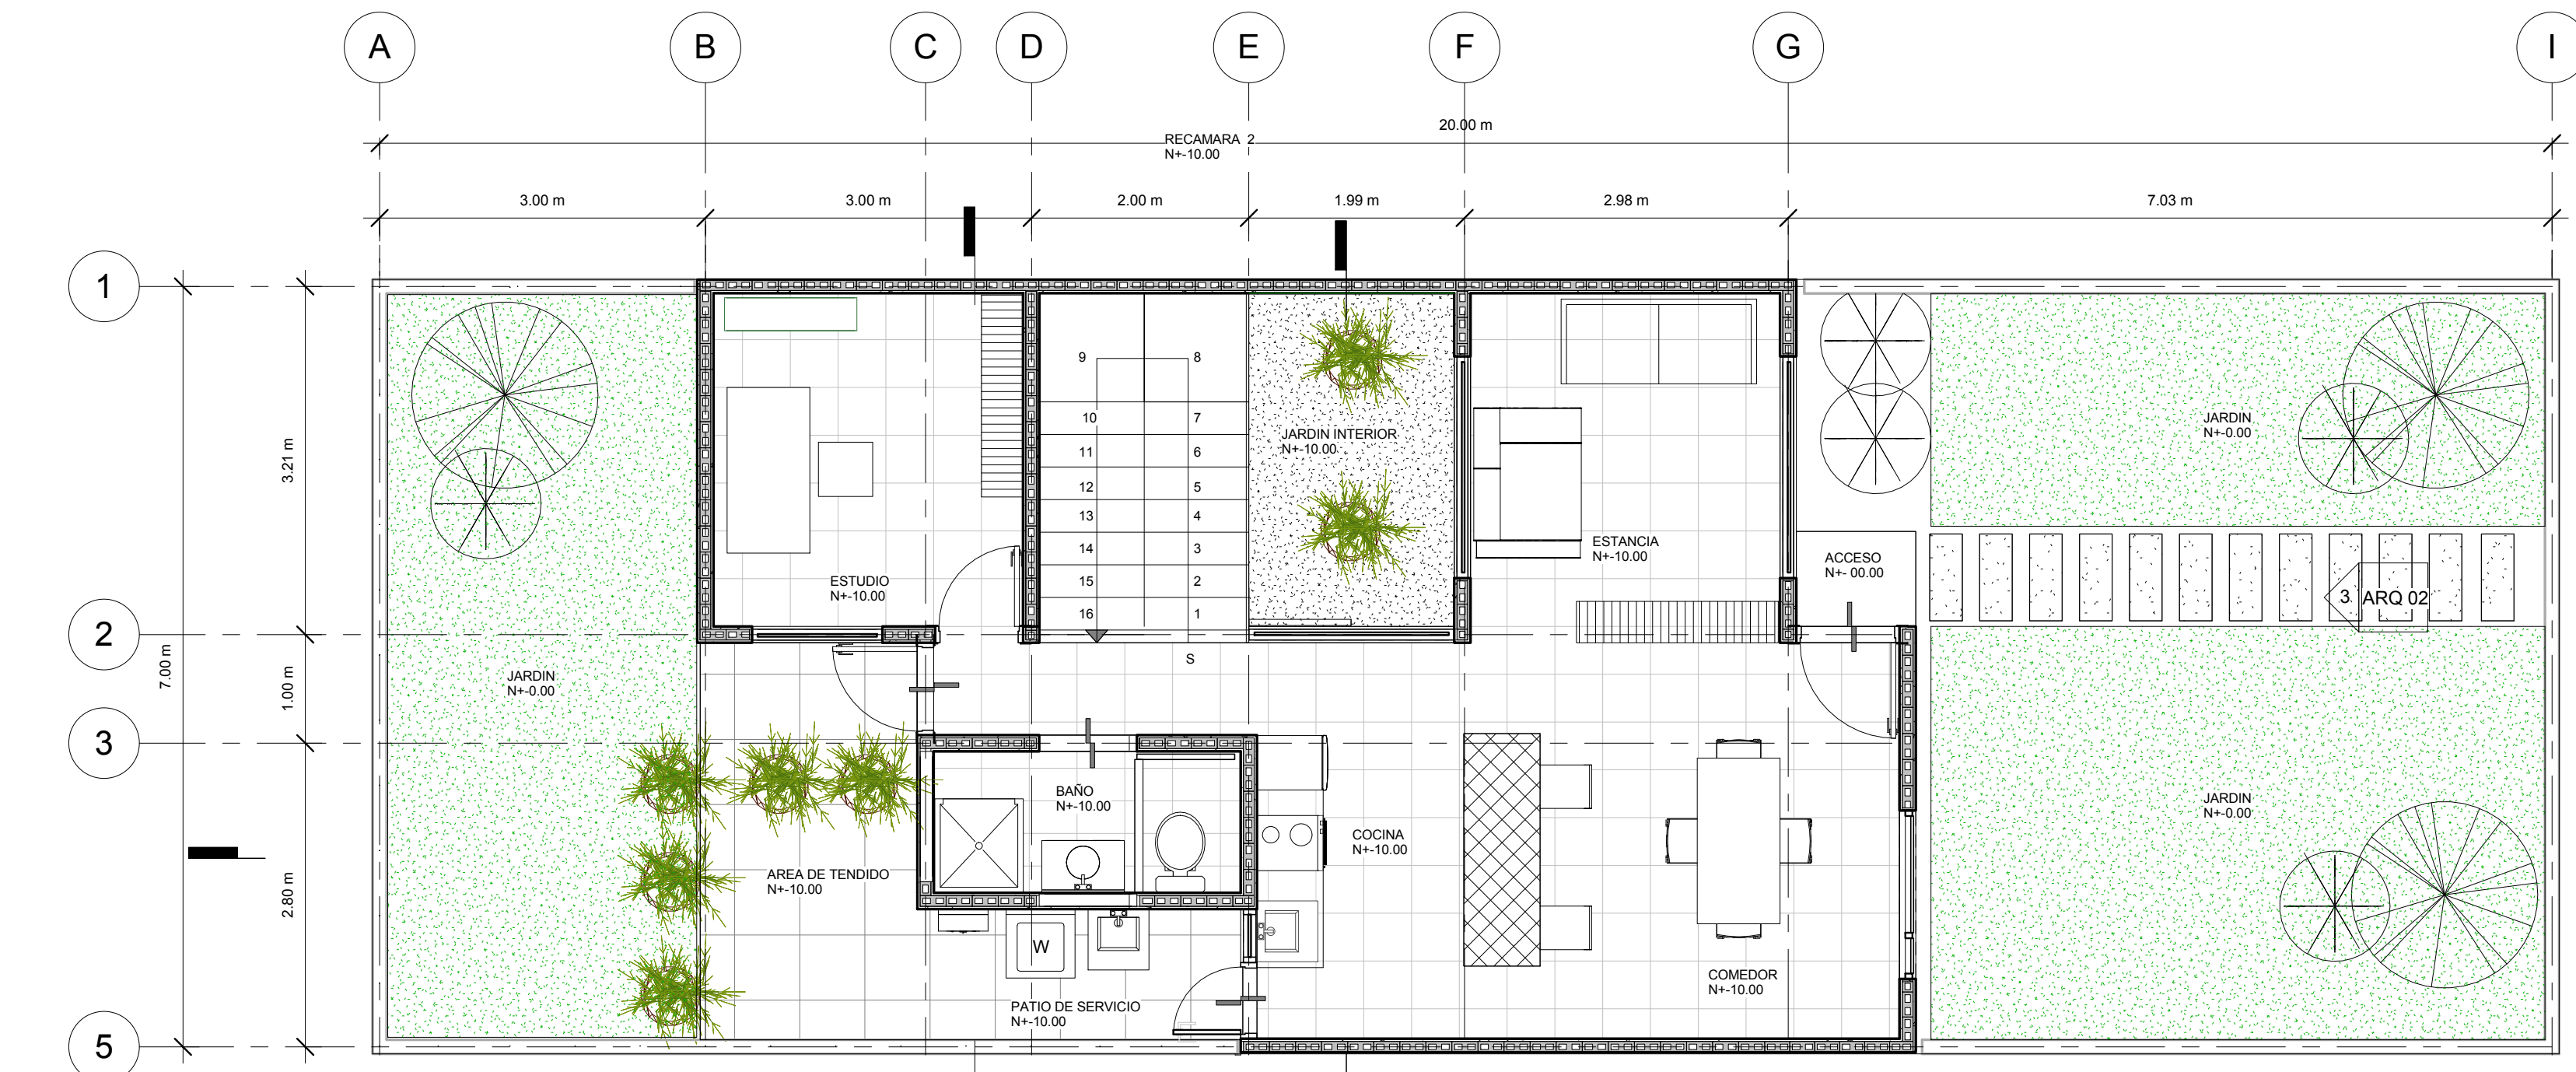 A B C D E F G I
20.00 m
RECAMARA 2
N+-10.00
3.00 m 3.00 m 2.00 m 1.99 m 2.98 m 7.03 m
1
2
3
5
7.00 m
3.21 m
1.00 m
2.80 m
9 8
10 7
11 6
12 5
13 4
14 3
15 2
16 1
S
JARDIN INTERIOR
N+-10.00
ESTUDIO
N+-10.00
ESTANCIA
N+-10.00
ACCESO
N+- 00.00
JARDIN
N+-0.00
3. ARQ 02
JARDIN
N+-0.00
BAÑO
N+-10.00
COCINA
N+-10.00
JARDIN
N+-0.00
AREA DE TENDIDO
N+-10.00
W
PATIO DE SERVICIO
N+-10.00
COMEDOR
N+-10.00